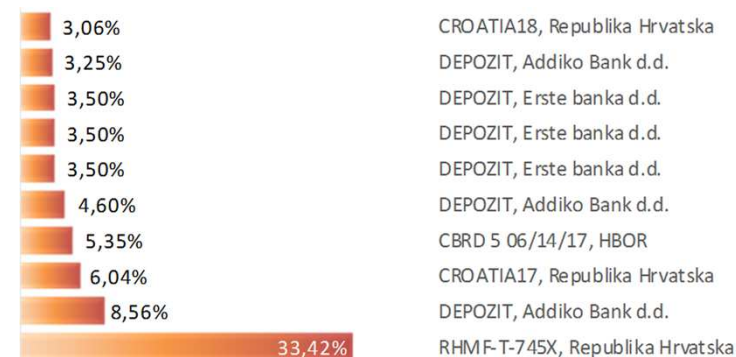 3,06% CROATIA18, Republika Hrvatska
3,25% DEPOZIT, Addiko Bank d.d.
3,50% DEPOZIT, Erste banka d.d.
3,50% DEPOZIT, Erste banka d.d.
3,50% DEPOZIT, Erste banka d.d.
4,60% DEPOZIT, Addiko Bank d.d.
5,35% CBRD 5 06/14/17, HBOR
6,04% CROATIA17, Republika Hrvatska
8,56% DEPOZIT, Addiko Bank d.d.
33,42% RHMF-T-745X, Republika Hrvatska